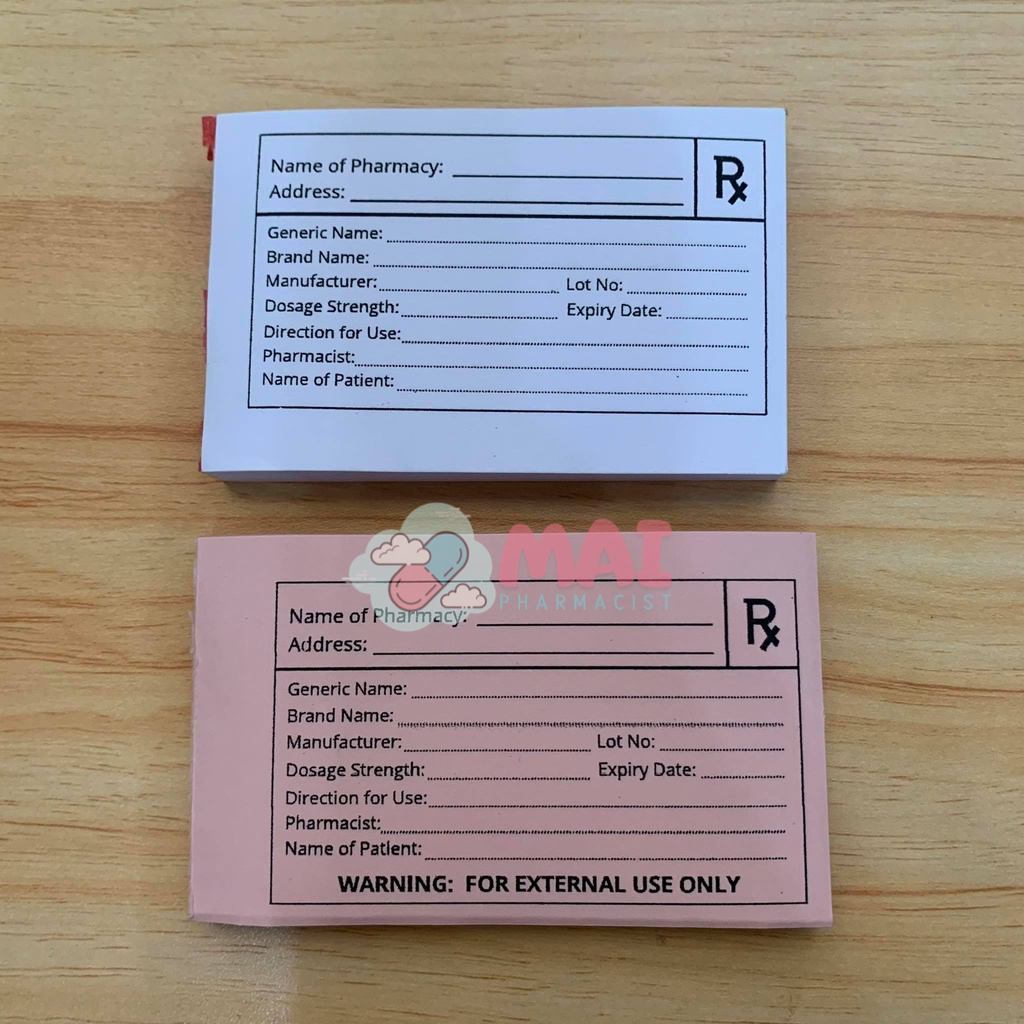 Name of Pharmacy:
Address:
Rx
Generic Name:
Brand Name:
Manufacturer: Lot No:
Dosage Strength: Expiry Date:
Direction for Use:
Pharmacist:
Name of Patient:
MAI
PHARMACIST
Name of Pharmacy:
Address:
Rx
Generic Name:
Brand Name:
Manufacturer: Lot No:
Dosage Strength: Expiry Date:
Direction for Use:
Pharmacist:
Name of Patient:
WARNING: FOR EXTERNAL USE ONLY